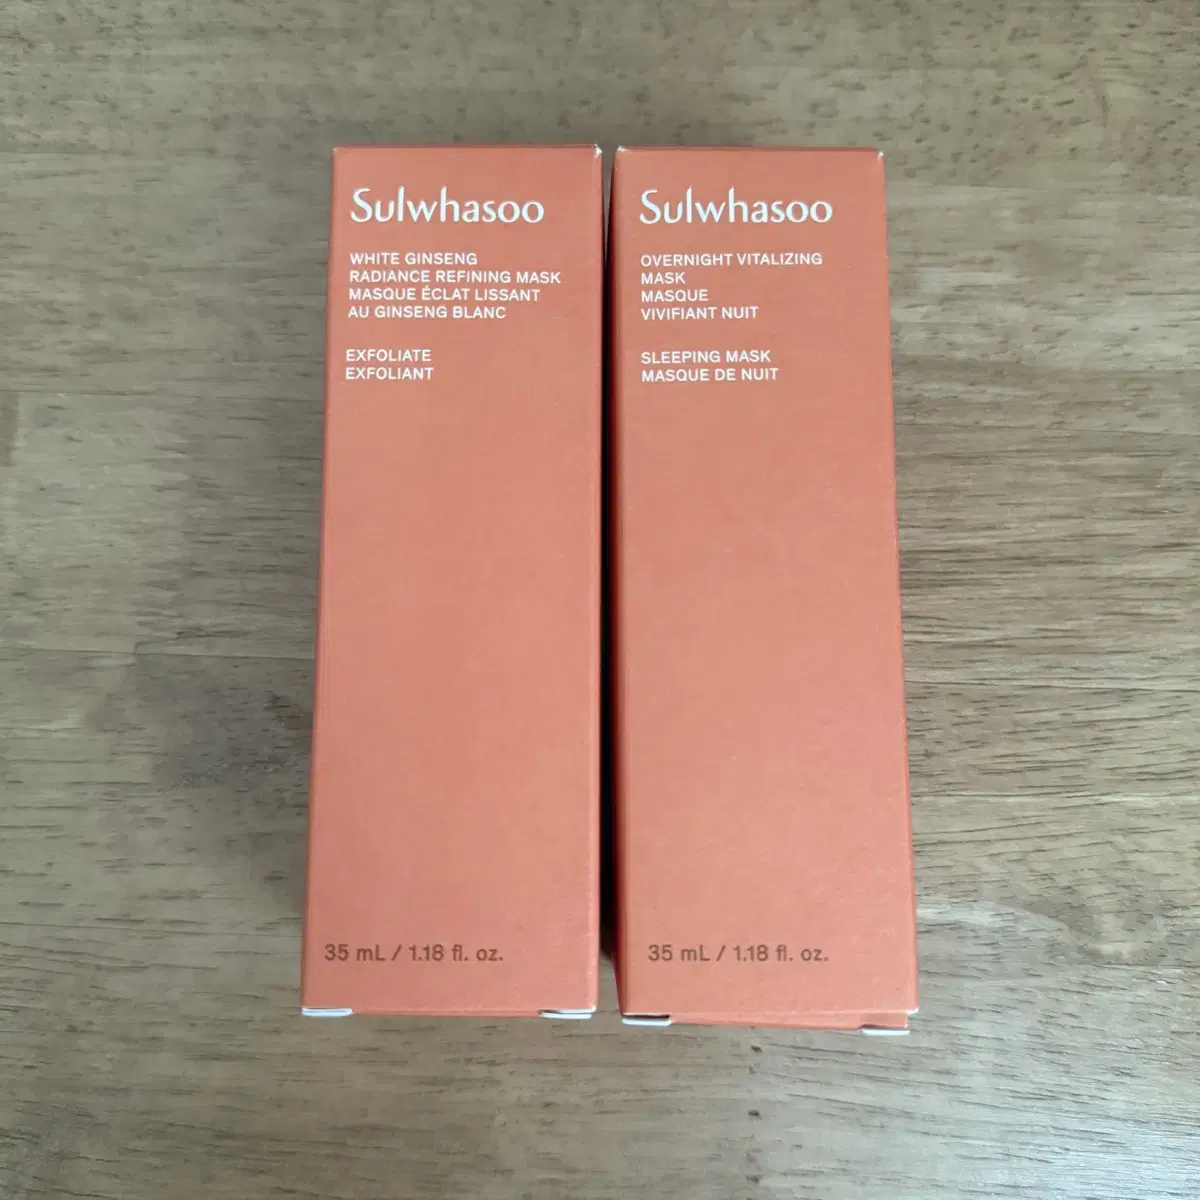 Sulwhasoo
WHITE GINSENG
RADIANCE REFINING MASK
MASQUE ÉCLAT LISSANT
AU GINSENG BLANC
EXFOLIATE
EXFOLIANT
35 mL / 1.18 fl. oz.
Sulwhasoo
OVERNIGHT VITALIZING
MASK
MASQUE
VIVIFIANT NUIT
SLEEPING MASK
MASQUE DE NUIT
35 mL / 1.18 fl. oz.